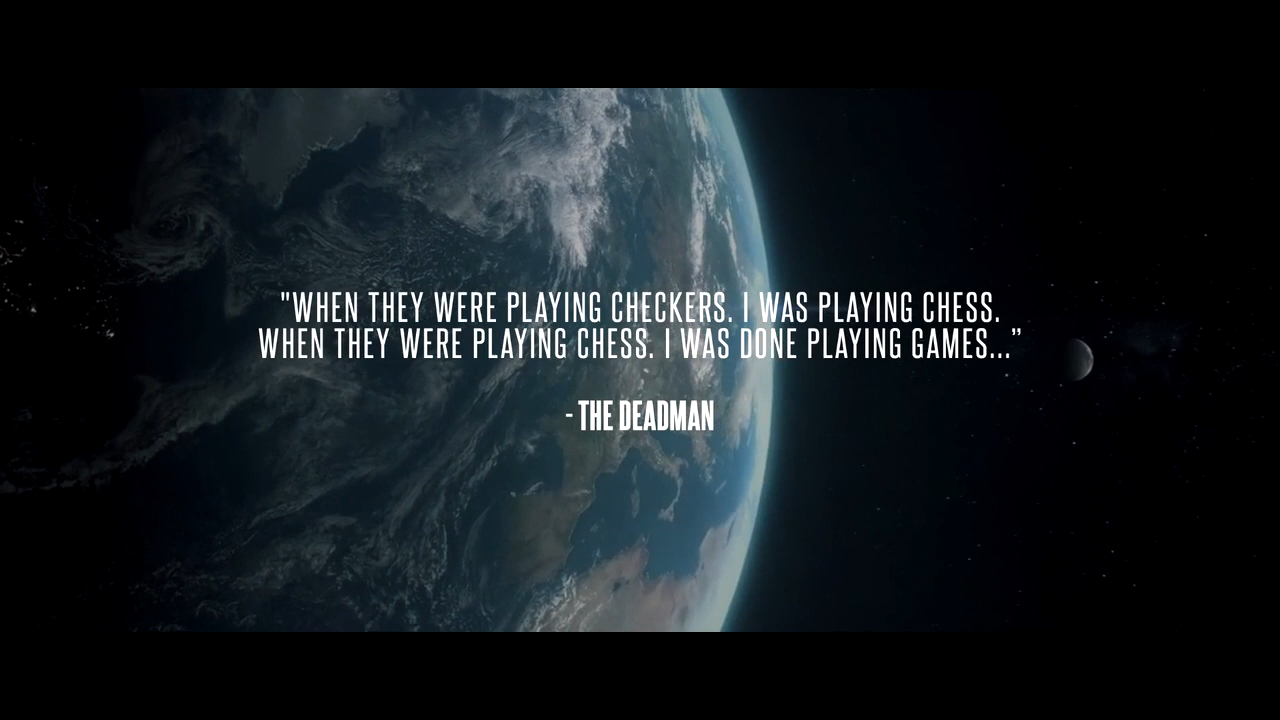 "WHEN THEY WERE PLAYING CHECKERS. I WAS PLAYING CHESS.
WHEN THEY WERE PLAYING CHESS. I WAS DONE PLAYING GAMES...”
- THE DEADMAN